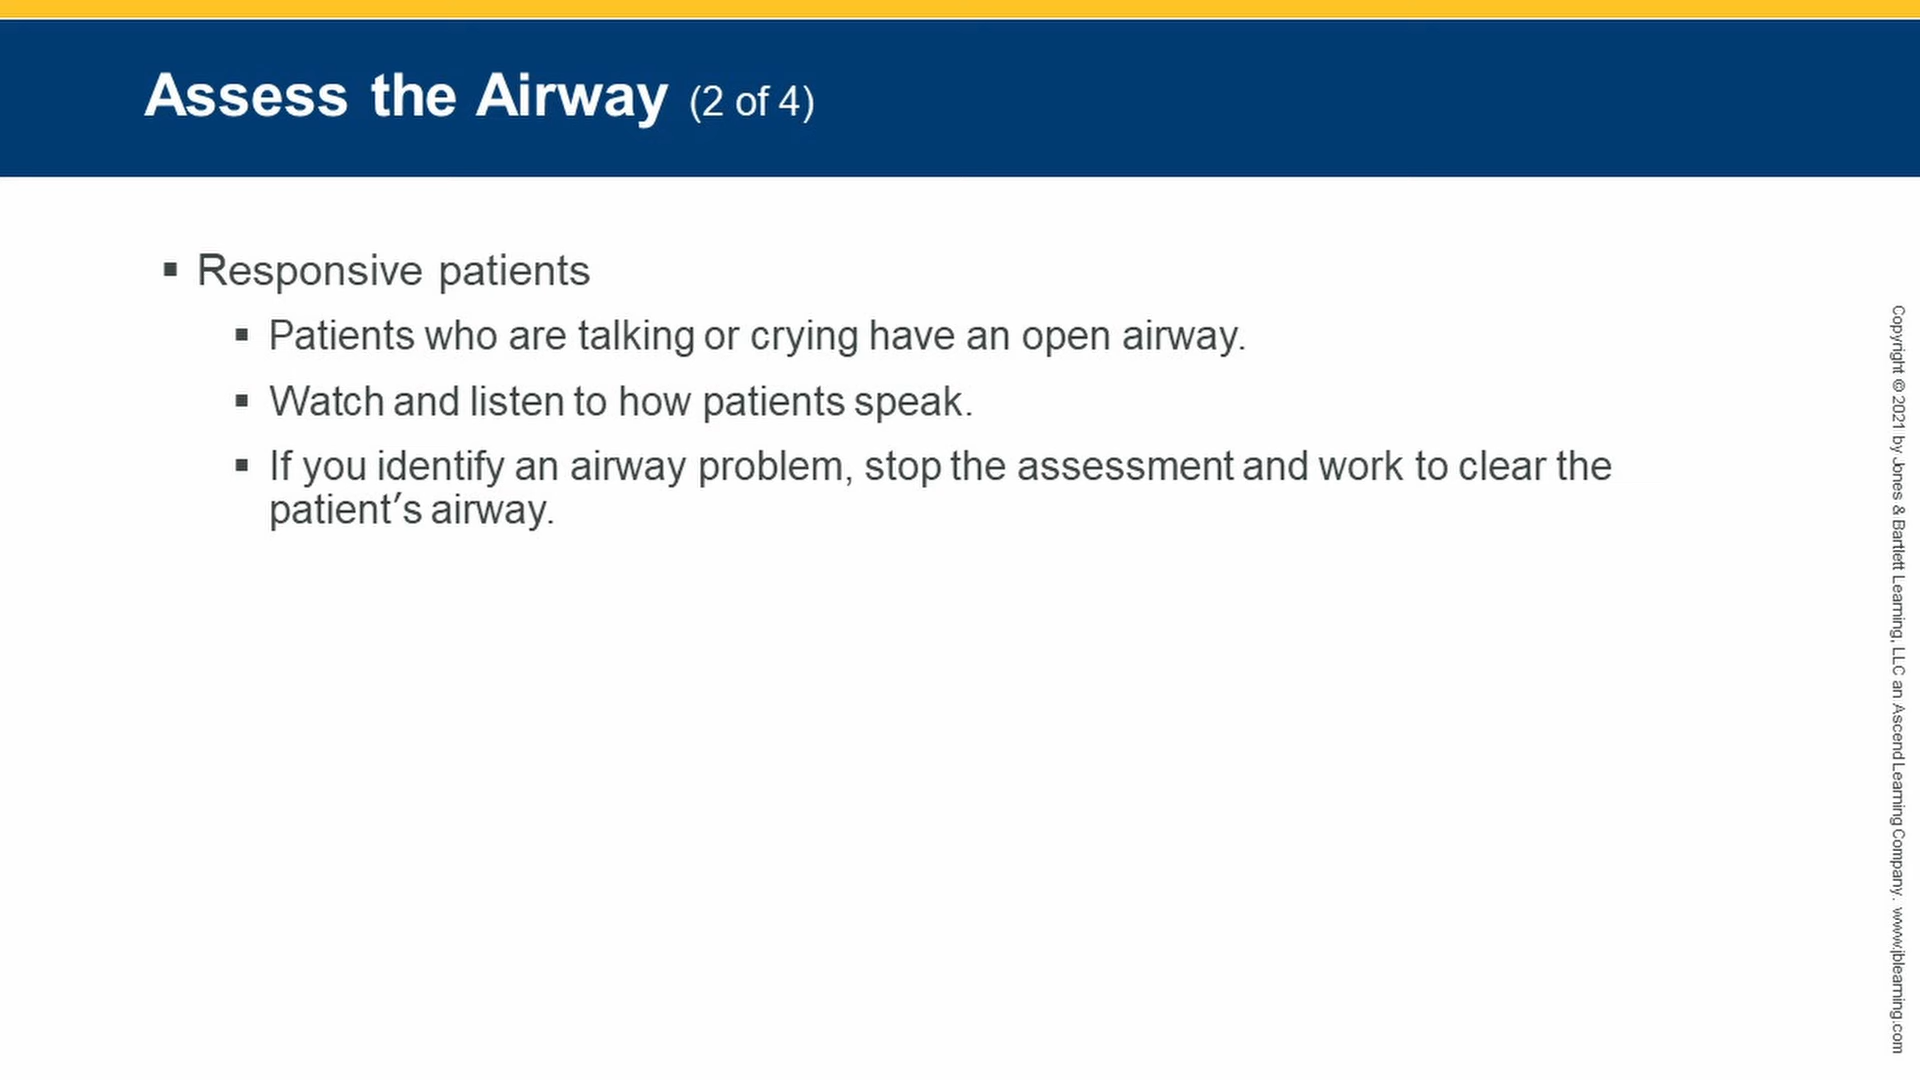 Assess the Airway (2 of 4)
▪ Responsive patients
▪ Patients who are talking or crying have an open airway.
▪ Watch and listen to how patients speak.
▪ If you identify an airway problem, stop the assessment and work to clear the
patient′s airway.
Copyright © 2021 by Jones & Bartlett Learning, LLC an Ascend Learning Company. www.jblearning.com